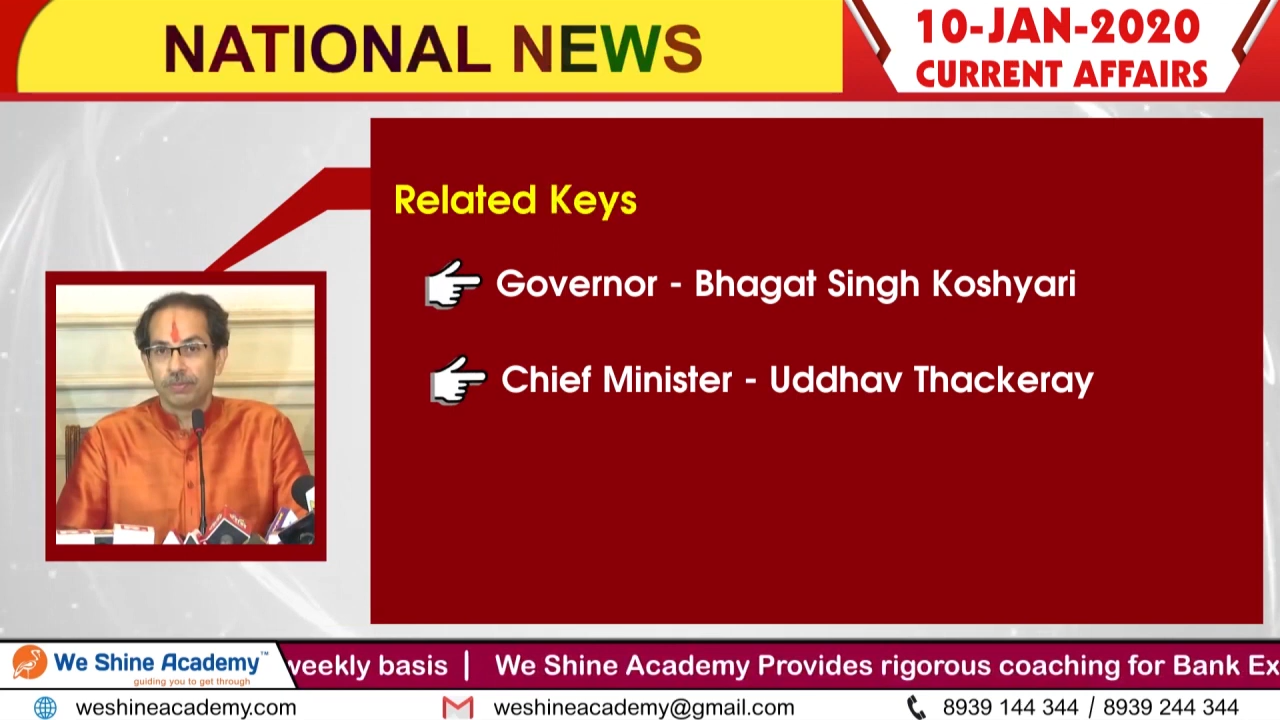 NATIONAL NEWS
10-JAN-2020
CURRENT AFFAIRS
Related Keys
Governor - Bhagat Singh Koshyari
Chief Minister - Uddhav Thackeray
We Shine Academy™
guiding you to get through
weekly basis | We Shine Academy Provides rigorous coaching for Bank Ex
weshineacademy.com
weshineacademy@gmail.com
8939 144 344 / 8939 244 344